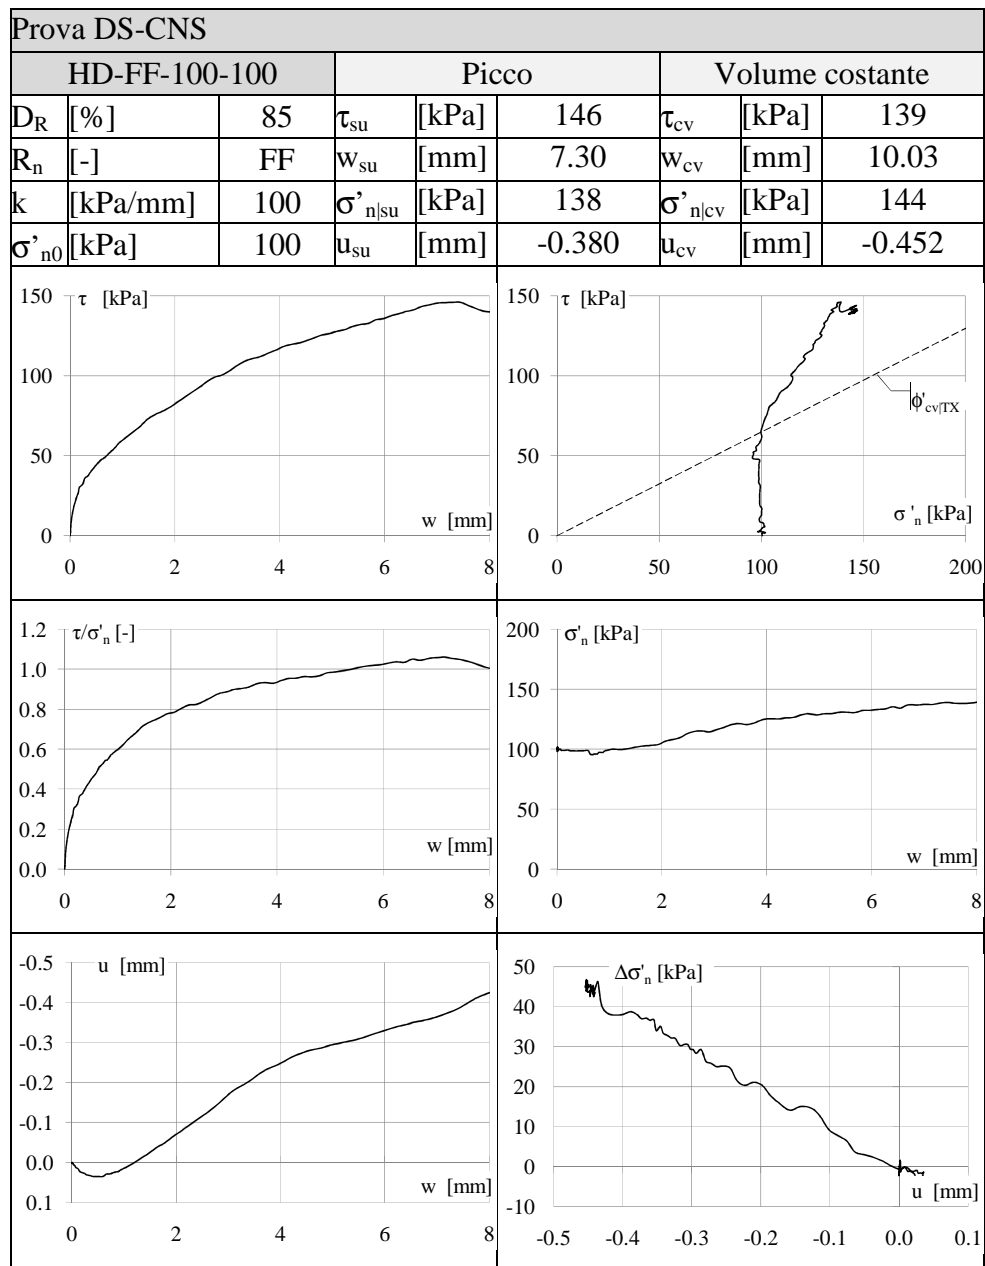 Prova DS-CNS
HD-FF-100-100 Picco Volume costante
D_R [%] 85 τ_su [kPa] 146 τ_cv [kPa] 139
R_n [-] FF w_su [mm] 7.30 w_cv [mm] 10.03
k [kPa/mm] 100 σ’_n|su [kPa] 138 σ’_n|cv [kPa] 144
σ’_n0 [kPa] 100 u_su [mm] -0.380 u_cv [mm] -0.452
150 τ [kPa]
100
50
w [mm]
0
0 2 4 6 8
150 τ [kPa]
100
ϕ'_cv|TX
50
σ'_n [kPa]
0
0 50 100 150 200
1.2 τ/σ'_n [-]
1.0
0.8
0.6
0.4
0.2
w [mm]
0.0
0 2 4 6 8
200 σ'_n [kPa]
150
100
50
w [mm]
0
0 2 4 6 8
-0.5 u [mm]
-0.4
-0.3
-0.2
-0.1
0.0
w [mm]
0.1
0 2 4 6 8
50 Δσ'_n [kPa]
40
30
20
10
0
u [mm]
-10
-0.5 -0.4 -0.3 -0.2 -0.1 0.0 0.1